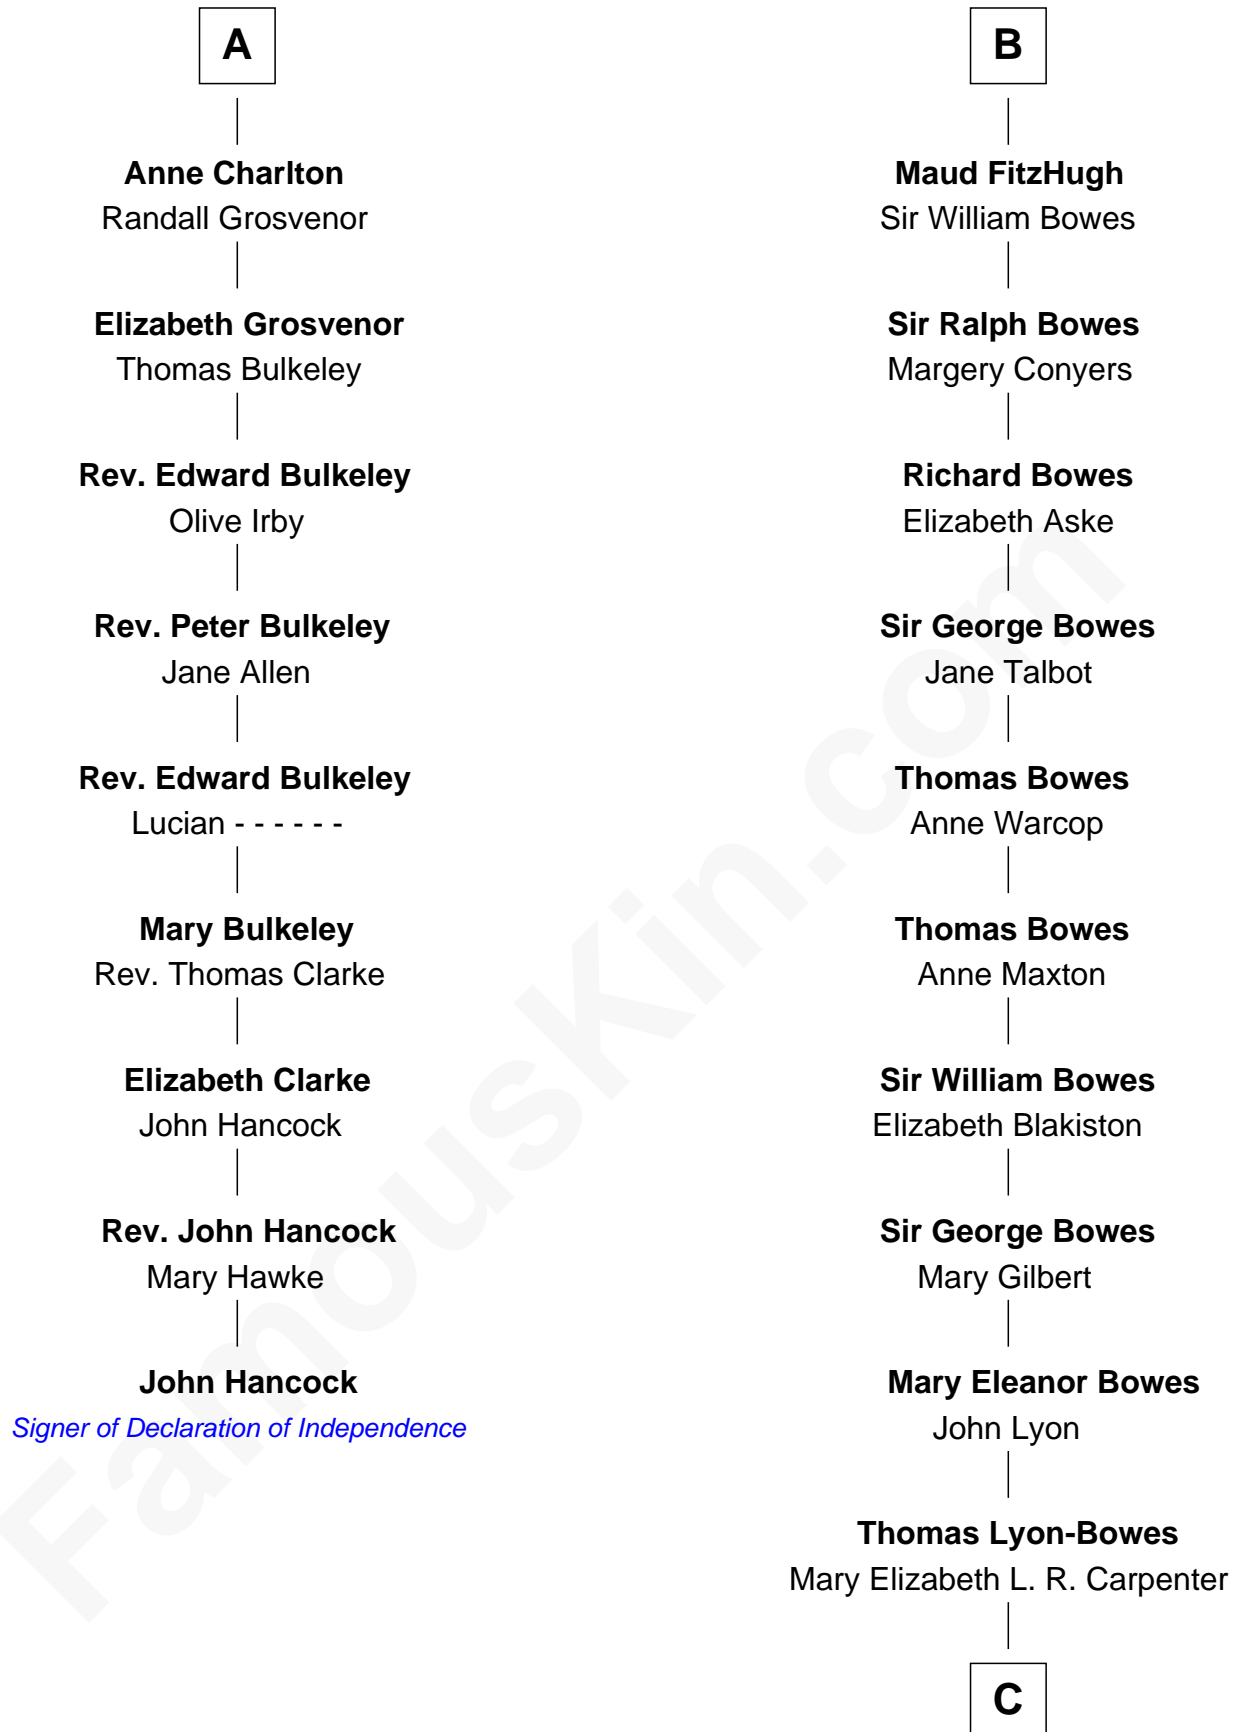 A
Anne Charlton
Randall Grosvenor
Elizabeth Grosvenor
Thomas Bulkeley
Rev. Edward Bulkeley
Olive Irby
Rev. Peter Bulkeley
Jane Allen
Rev. Edward Bulkeley
Lucian - - - - - -
Mary Bulkeley
Rev. Thomas Clarke
Elizabeth Clarke
John Hancock
Rev. John Hancock
Mary Hawke
John Hancock
Signer of Declaration of Independence
B
Maud FitzHugh
Sir William Bowes
Sir Ralph Bowes
Margery Conyers
Richard Bowes
Elizabeth Aske
Sir George Bowes
Jane Talbot
Thomas Bowes
Anne Warcop
Thomas Bowes
Anne Maxton
Sir William Bowes
Elizabeth Blakiston
Sir George Bowes
Mary Gilbert
Mary Eleanor Bowes
John Lyon
Thomas Lyon-Bowes
Mary Elizabeth L. R. Carpenter
C
FamousKin.com